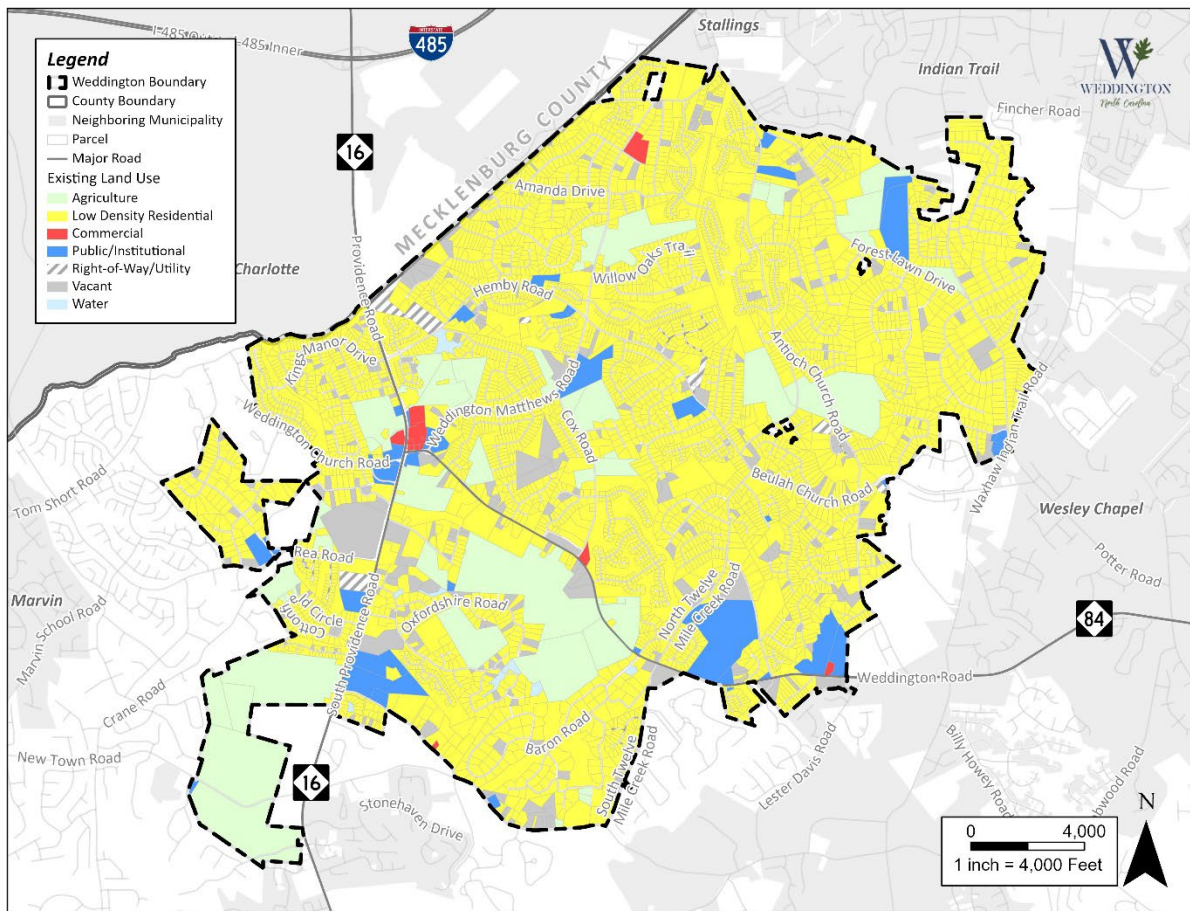 Legend
Weddington Boundary
County Boundary
Neighboring Municipality
Parcel
Major Road
Existing Land Use
Agriculture
Low Density Residential
Commercial
Public/Institutional
Right-of-Way/Utility
Vacant
Water
I-485 Inner
INTERSTATE
485
Stallings
Indian Trail
W
WEDDINGTON
North Carolina
Fincher Road
16
MECKLENBURG COUNTY
Amanda Drive
Providence Road
Charlotte
Willow Oaks Trail
Forest Lawn Drive
Hemby Road
Kings Manor Drive
Antioch Church Road
Weddington Matthews Road
Cox Road
Waxhaw Indian Trail Road
Weddington Church Road
Beulah Church Road
Tom Short Road
Wesley Chapel
Rea Road
Potter Road
Marvin
Marvin School Road
Oxfordshire Road
North Twelve
Mile Creek Road
84
South Providence Road
Weddington Road
Crane Road
Baron Road
New Town Road
16
South Twelve
Mile Creek Road
Lester Davis Road
Billy Howey Road
Stonehaven Drive
N
0 4,000
1 inch = 4,000 Feet